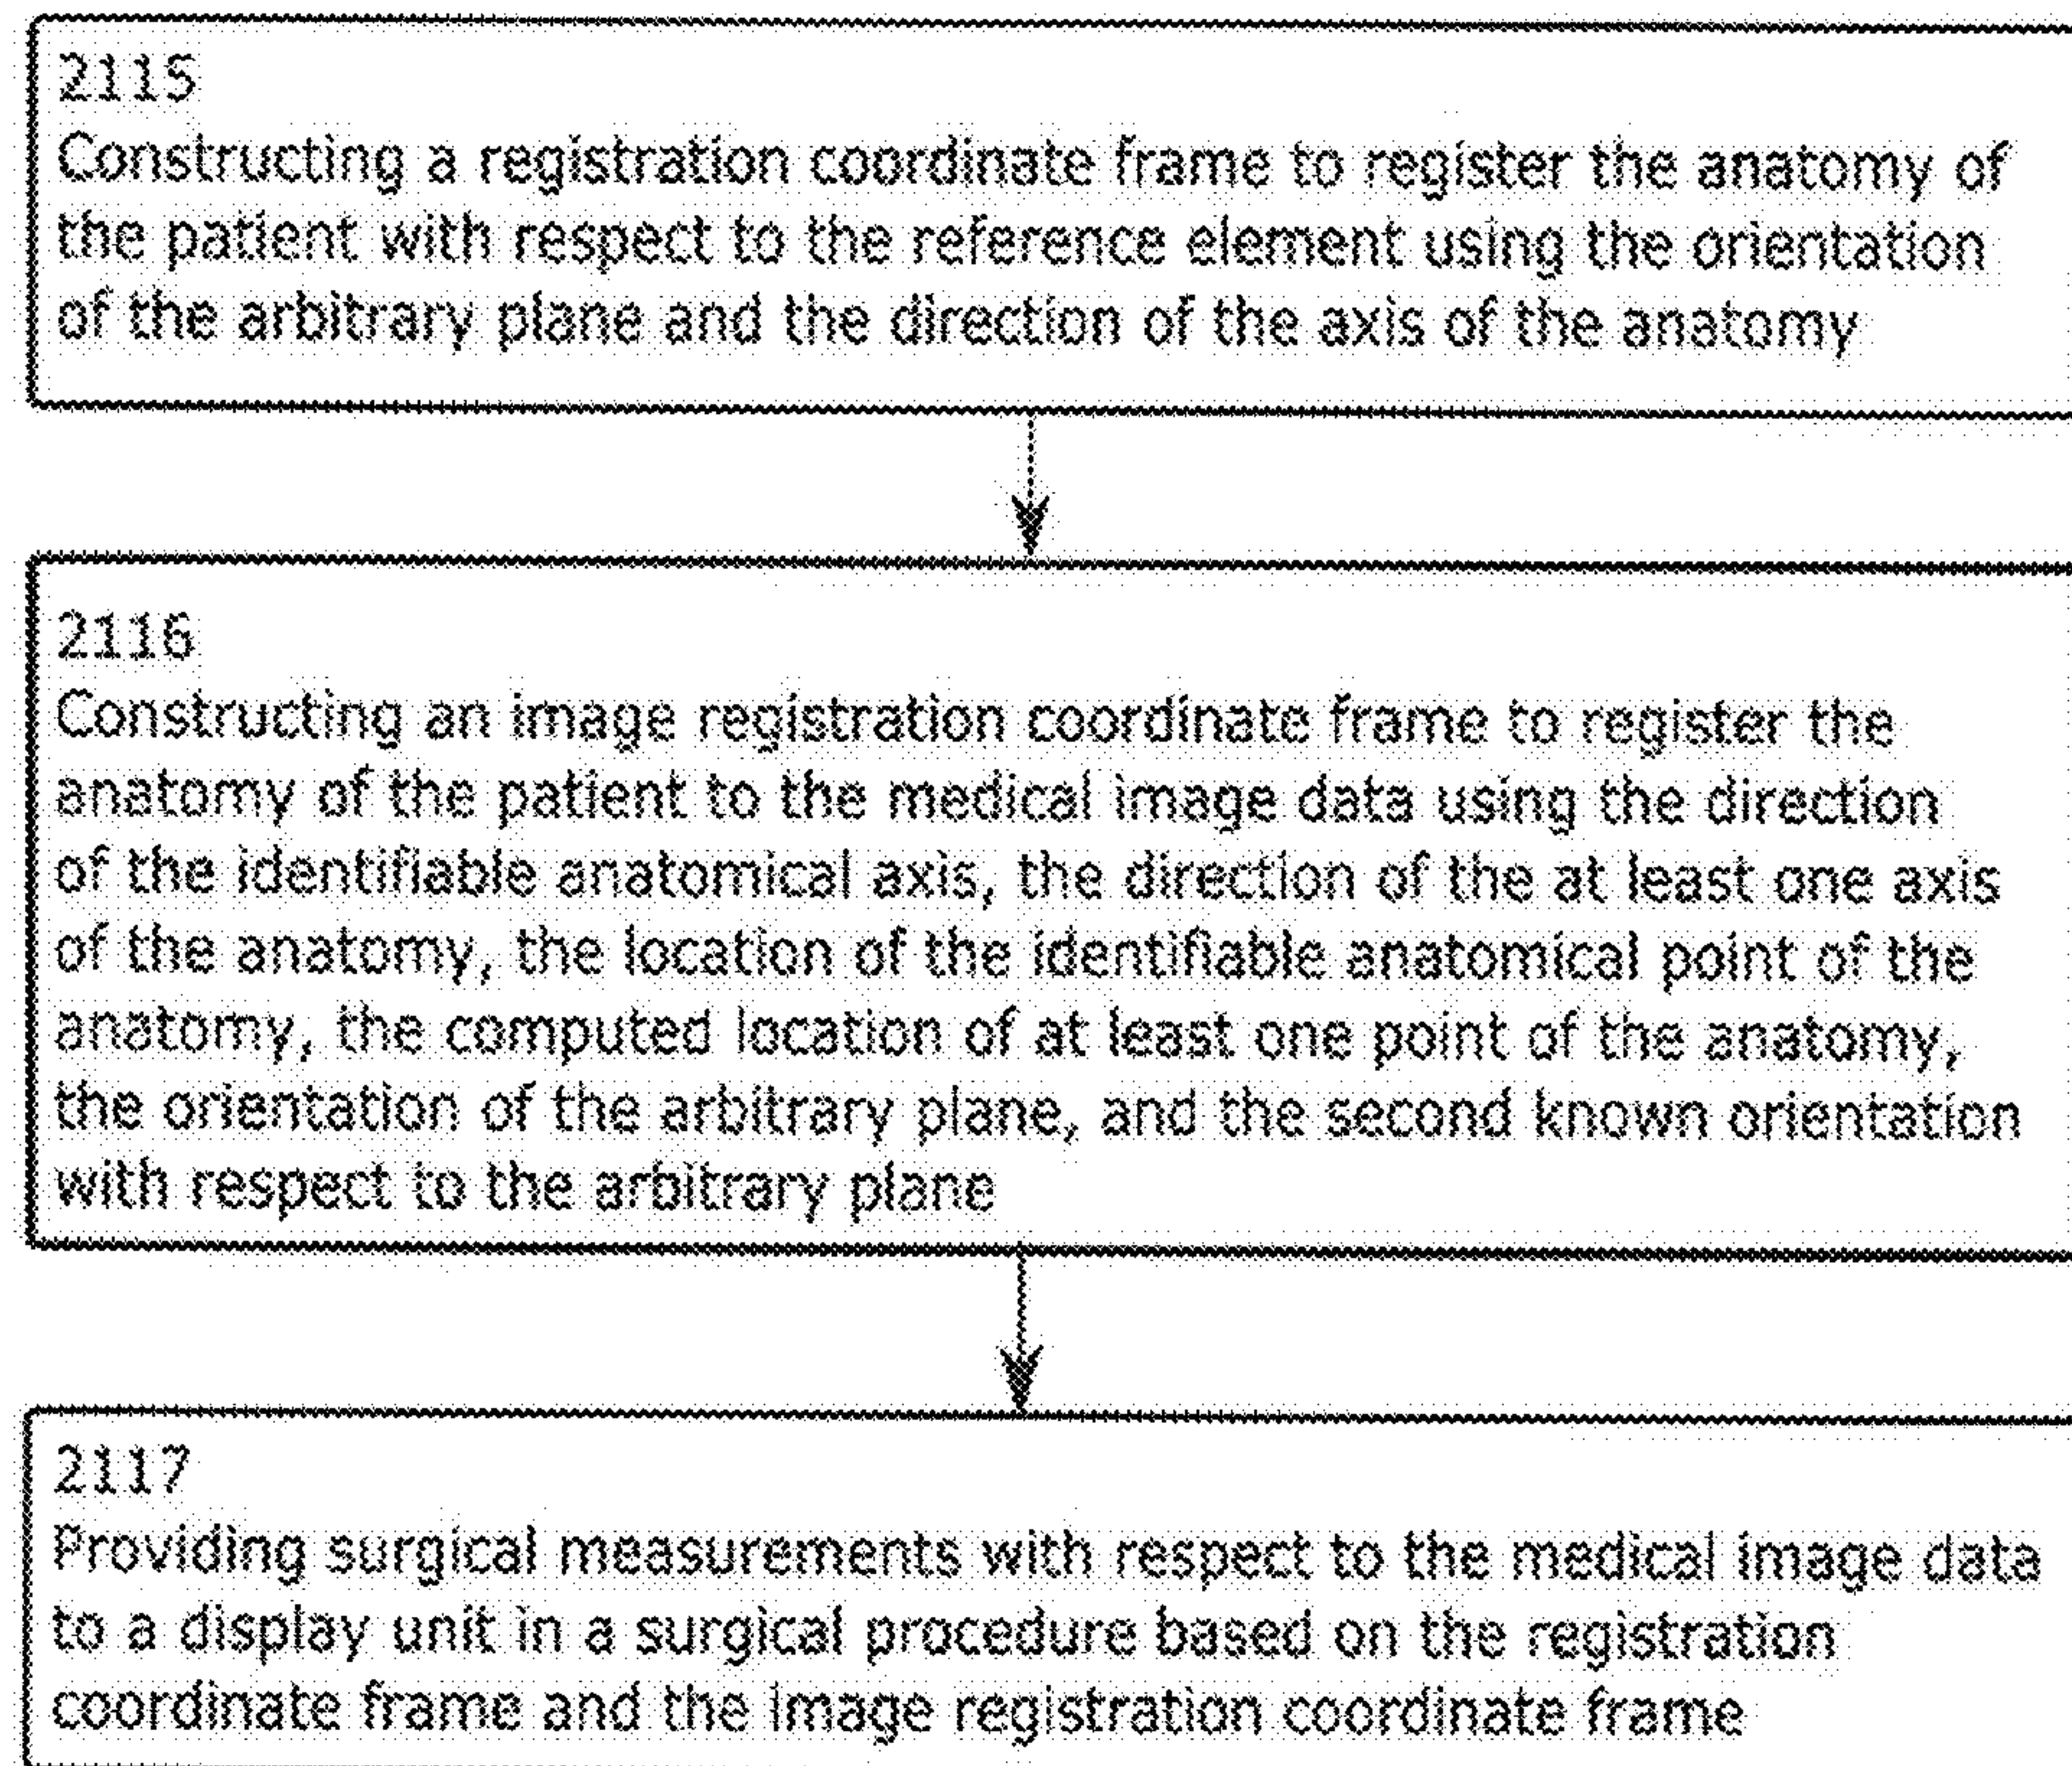 2115
Constructing a registration coordinate frame to register the anatomy of
the patient with respect to the reference element using the orientation
of the arbitrary plane and the direction of the axis of the anatomy
2116
Constructing an image registration coordinate frame to register the
anatomy of the patient to the medical image data using the direction
of the identifiable anatomical axis, the direction of the at least one axis
of the anatomy, the location of the identifiable anatomical point of the
anatomy, the computed location of at least one point of the anatomy,
the orientation of the arbitrary plane, and the second known orientation
with respect to the arbitrary plane
2117
Providing surgical measurements with respect to the medical image data
to a display unit in a surgical procedure based on the registration
coordinate frame and the image registration coordinate frame